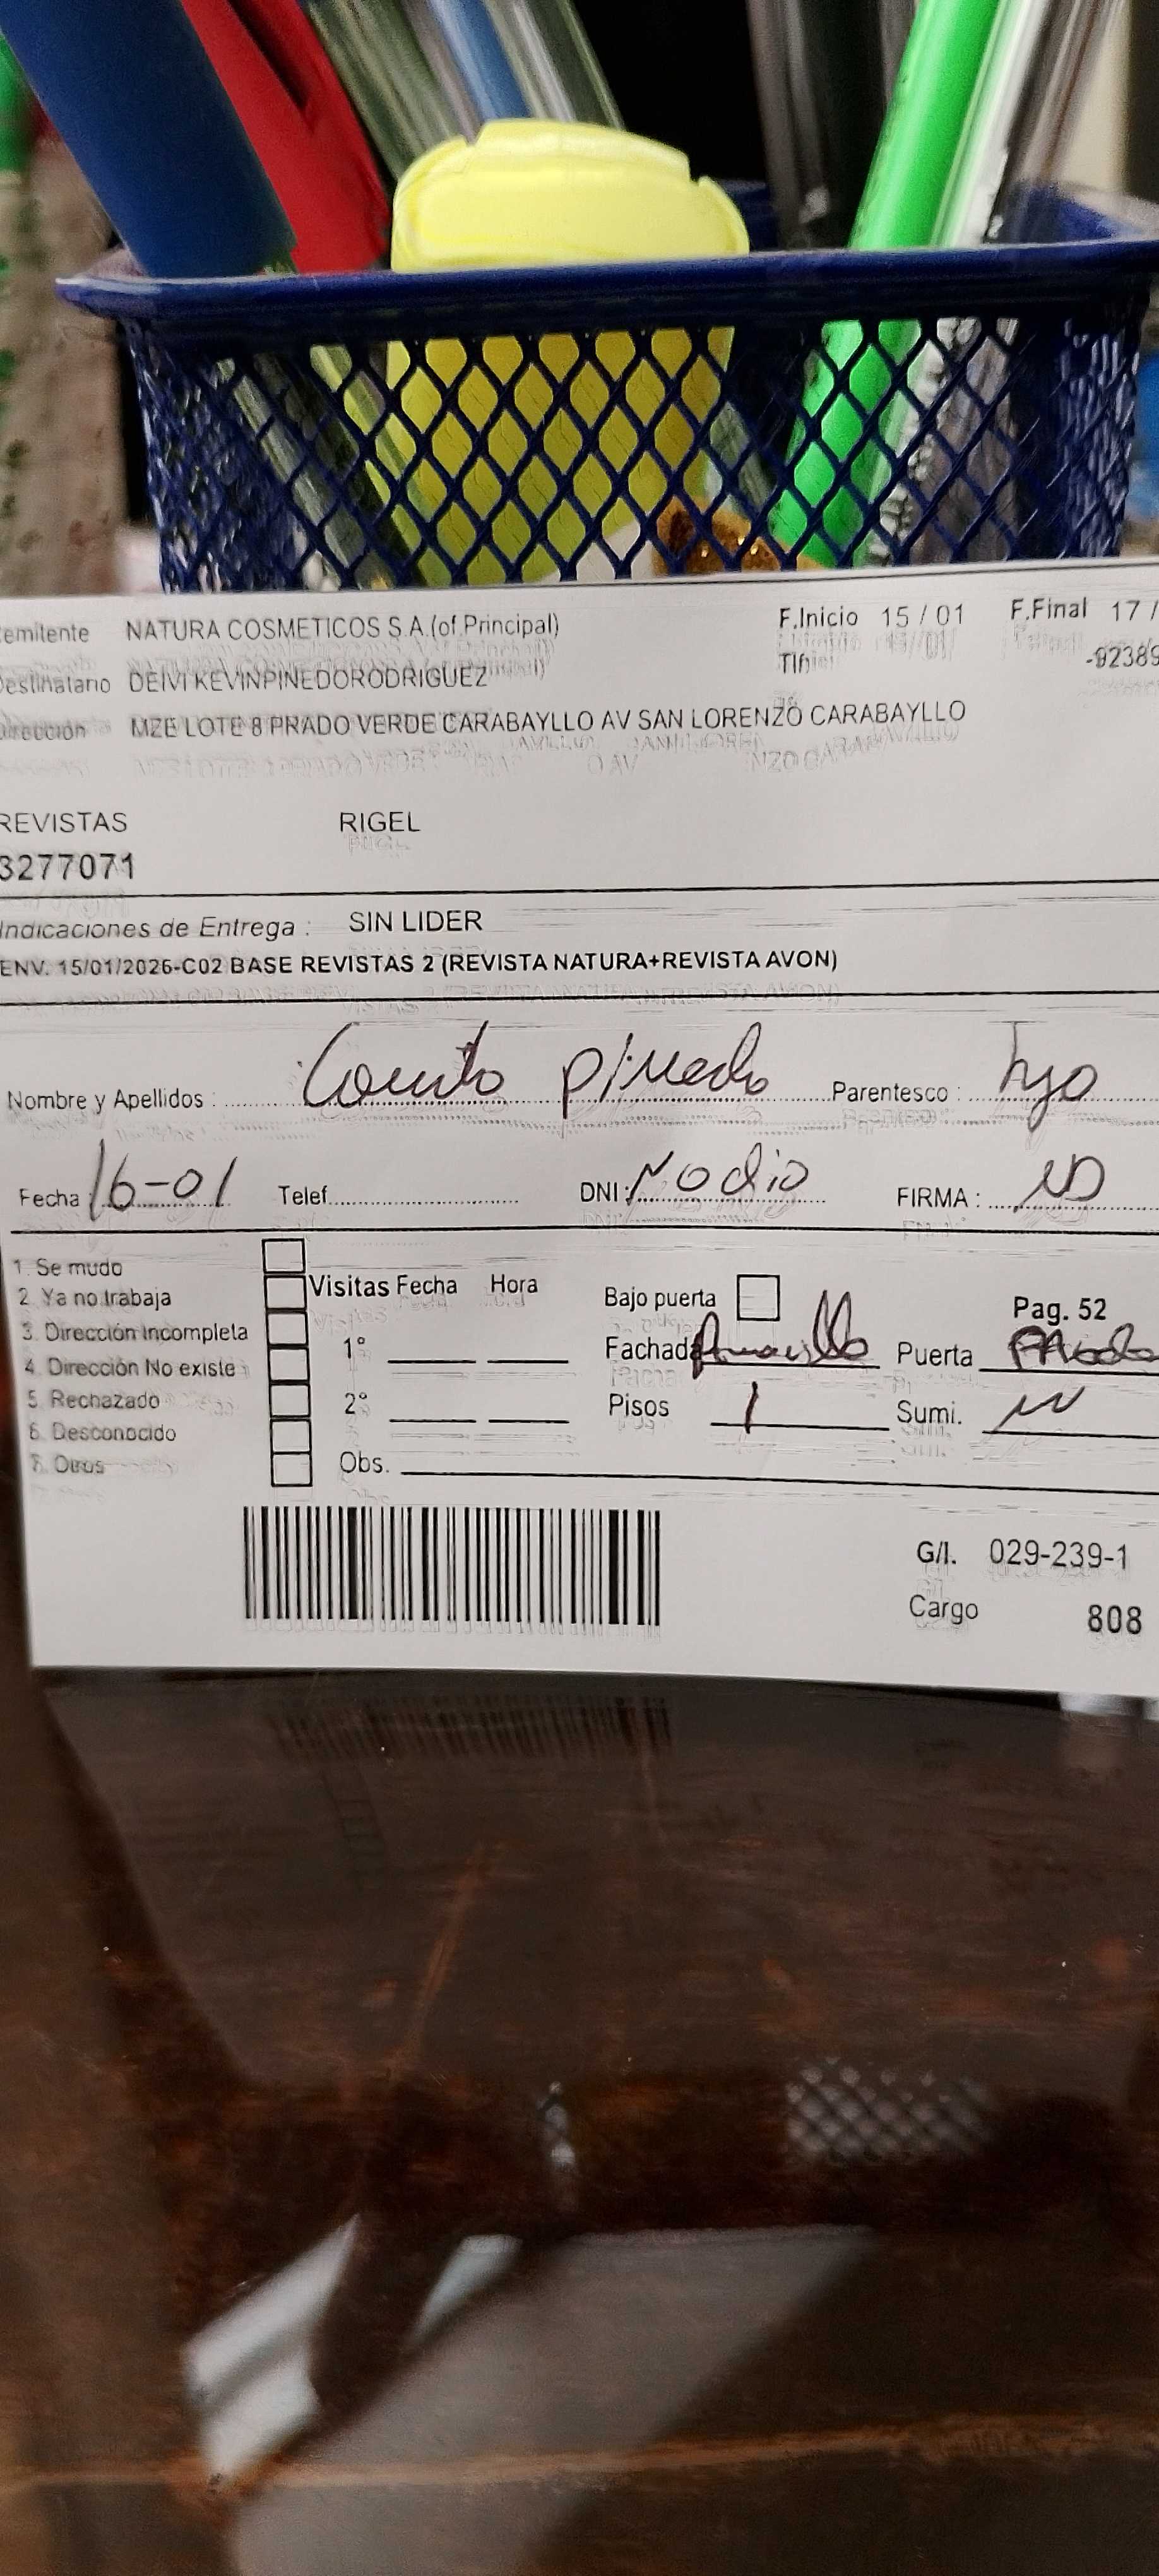 emitente NATURA COSMETICOS S.A.(of.Principal) F.Inicio 15 / 01 F.Final 17 /
Destinatario DEIVI KEVINPINEDORODRIGUEZ Tlfn -92389
irección MZE LOTE 8 PRADO VERDE CARABAYLLO AV SAN LORENZO CARABAYLLO
REVISTAS RIGEL
3277071
Indicaciones de Entrega : SIN LIDER
ENV. 15/01/2026-C02 BASE REVISTAS 2 (REVISTA NATURA+REVISTA AVON)
Nombre y Apellidos : pinedo Parentesco : hijo
Fecha 16-01 Telef. DNI : No dio FIRMA : ND
1. Se mudo
2. Ya no trabaja Visitas Fecha Hora Bajo puerta Pag. 52
3. Dirección Incompleta 1° Fachada Amarillo Puerta
4. Dirección No existe
5. Rechazado 2° Pisos 1 Sumi.
6. Desconocido
7. Otros Obs.
G/I. 029-239-1
Cargo 808